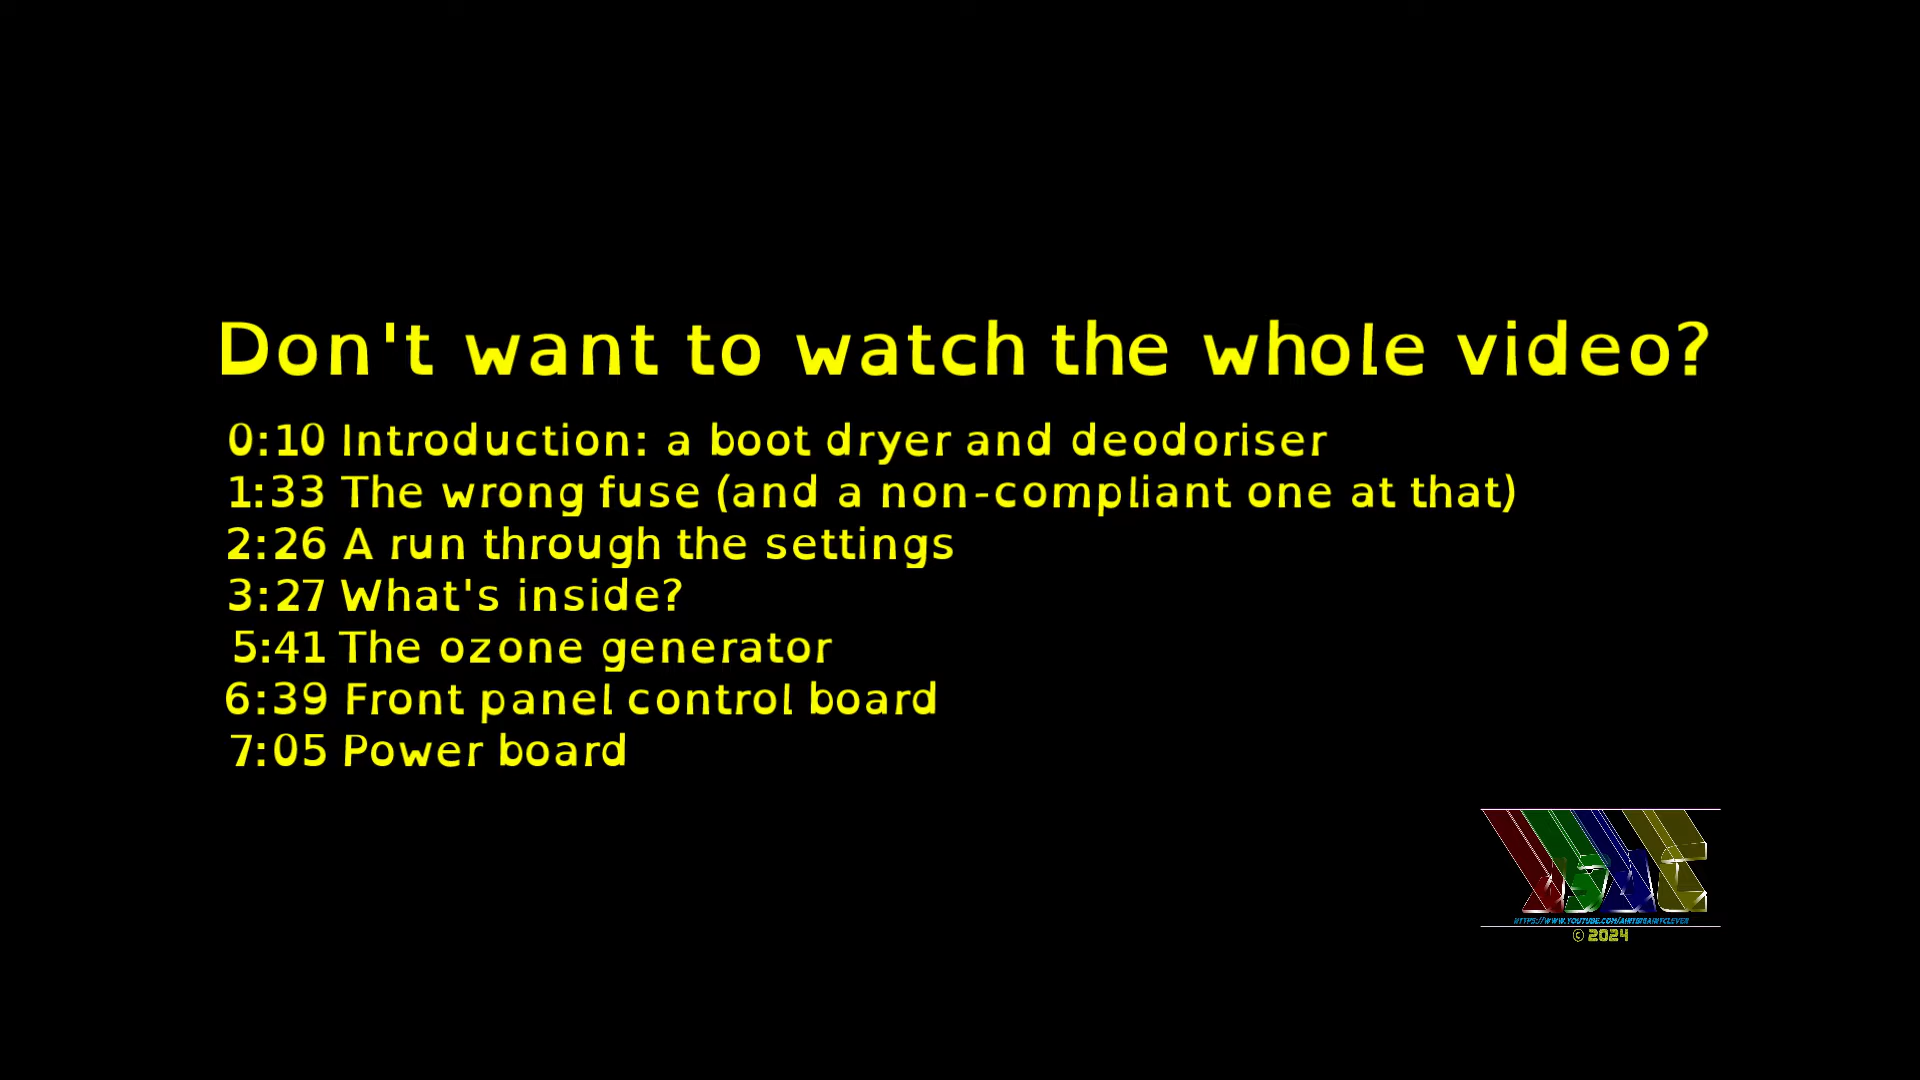 Don't want to watch the whole video?
0:10 Introduction: a boot dryer and deodoriser
1:33 The wrong fuse (and a non-compliant one at that)
2:26 A run through the settings
3:27 What's inside?
5:41 The ozone generator
6:39 Front panel control board
7:05 Power board
© 2024